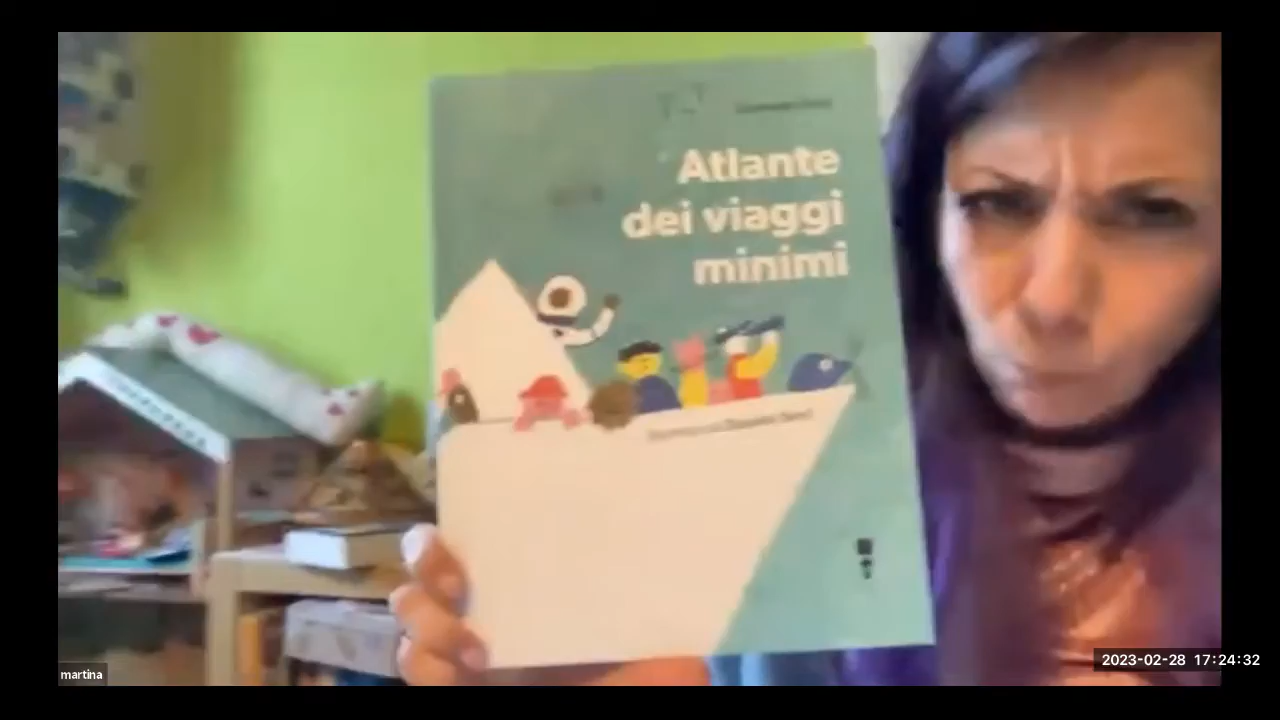 Atlante
dei viaggi
minimi
martina
2023-02-28 17:24:32